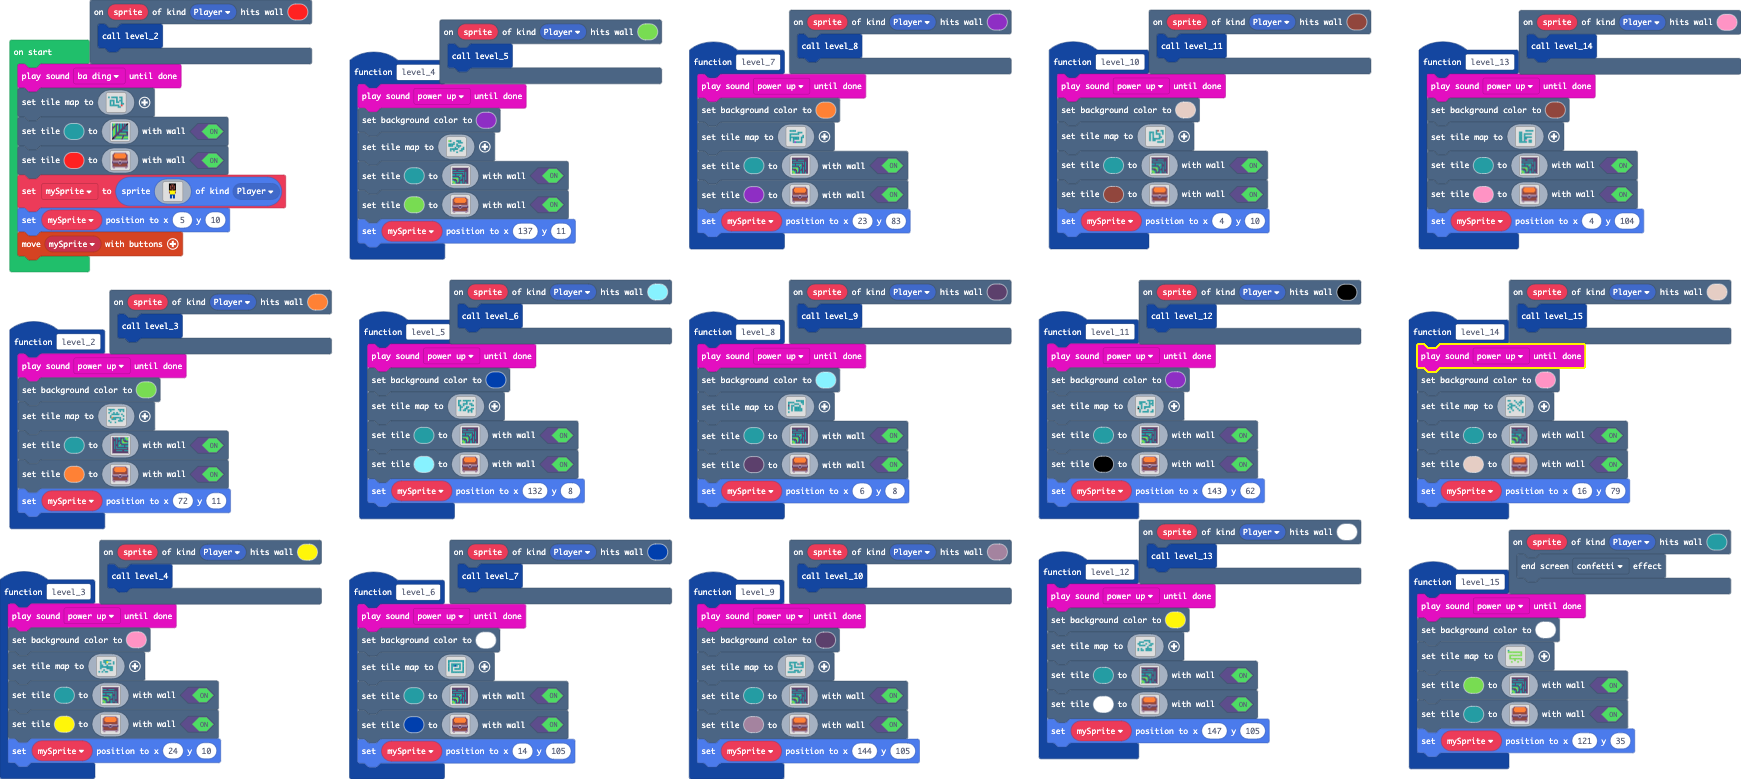 on sprite of kind Player hits wall
call level_2
on start
play sound ba ding until done
set tile map to
set tile to with wall ON
set tile to with wall ON
set mySprite to sprite of kind Player
set mySprite position to x 5 y 10
move mySprite with buttons
on sprite of kind Player hits wall
call level_5
function level_4
play sound power up until done
set background color to
set tile map to
set tile to with wall ON
set tile to with wall ON
set mySprite position to x 137 y 11
on sprite of kind Player hits wall
call level_8
function level_7
play sound power up until done
set background color to
set tile map to
set tile to with wall ON
set tile to with wall ON
set mySprite position to x 23 y 83
on sprite of kind Player hits wall
call level_11
function level_10
play sound power up until done
set background color to
set tile map to
set tile to with wall ON
set tile to with wall ON
set mySprite position to x 4 y 10
on sprite of kind Player hits wall
call level_14
function level_13
play sound power up until done
set background color to
set tile map to
set tile to with wall ON
set tile to with wall ON
set mySprite position to x 4 y 104
on sprite of kind Player hits wall
call level_3
function level_2
play sound power up until done
set background color to
set tile map to
set tile to with wall ON
set tile to with wall ON
set mySprite position to x 72 y 11
on sprite of kind Player hits wall
call level_6
function level_5
play sound power up until done
set background color to
set tile map to
set tile to with wall ON
set tile to with wall ON
set mySprite position to x 132 y 8
on sprite of kind Player hits wall
call level_9
function level_8
play sound power up until done
set background color to
set tile map to
set tile to with wall ON
set tile to with wall ON
set mySprite position to x 6 y 8
on sprite of kind Player hits wall
call level_12
function level_11
play sound power up until done
set background color to
set tile map to
set tile to with wall ON
set tile to with wall ON
set mySprite position to x 143 y 62
on sprite of kind Player hits wall
call level_15
function level_14
play sound power up until done
set background color to
set tile map to
set tile to with wall ON
set tile to with wall ON
set mySprite position to x 16 y 79
on sprite of kind Player hits wall
call level_4
function level_3
play sound power up until done
set background color to
set tile map to
set tile to with wall ON
set tile to with wall ON
set mySprite position to x 24 y 10
on sprite of kind Player hits wall
call level_7
function level_6
play sound power up until done
set background color to
set tile map to
set tile to with wall ON
set tile to with wall ON
set mySprite position to x 14 y 105
on sprite of kind Player hits wall
call level_10
function level_9
play sound power up until done
set background color to
set tile map to
set tile to with wall ON
set tile to with wall ON
set mySprite position to x 144 y 105
on sprite of kind Player hits wall
call level_13
function level_12
play sound power up until done
set background color to
set tile map to
set tile to with wall ON
set tile to with wall ON
set mySprite position to x 147 y 105
on sprite of kind Player hits wall
end screen confetti effect
function level_15
play sound power up until done
set background color to
set tile map to
set tile to with wall ON
set tile to with wall ON
set mySprite position to x 121 y 35